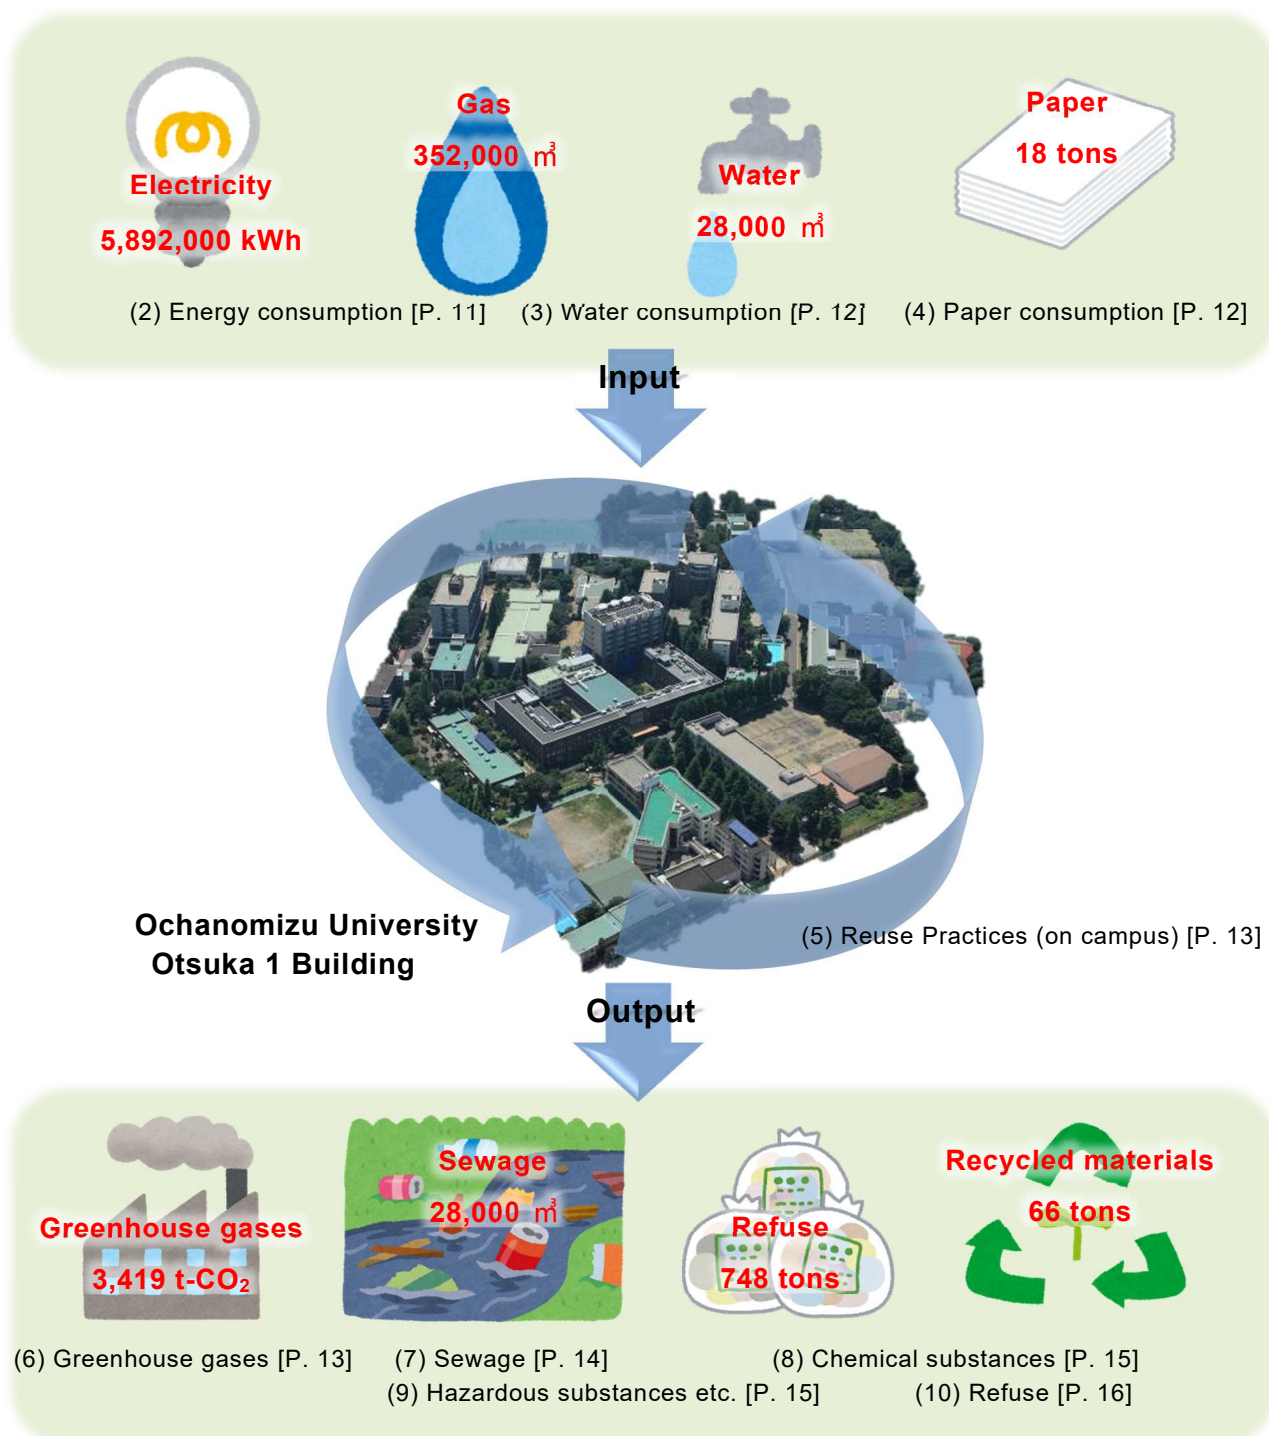 Electricity
5,892,000 kWh
Gas
352,000 ㎥
Water
28,000 ㎥
Paper
18 tons
(2) Energy consumption [P. 11]
(3) Water consumption [P. 12]
(4) Paper consumption [P. 12]
Input
Ochanomizu University
Otsuka 1 Building
(5) Reuse Practices (on campus) [P. 13]
Output
Greenhouse gases
3,419 t-CO₂
Sewage
28,000 ㎥
Refuse
748 tons
Recycled materials
66 tons
(6) Greenhouse gases [P. 13]
(7) Sewage [P. 14]
(8) Chemical substances [P. 15]
(9) Hazardous substances etc. [P. 15]
(10) Refuse [P. 16]